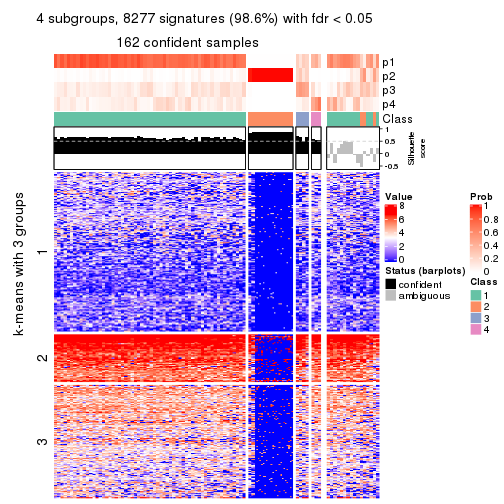 4 subgroups, 8277 signatures (98.6%) with fdr < 0.05
162 confident samples
p1
p2
p3
p4
Class
1
0.5
0
-0.5
Silhouette
score
k-means with 3 groups
1
2
3
Value
8
6
4
2
0
Prob
1
0.8
0.6
0.4
0.2
0
Status (barplots)
confident
ambiguous
Class
1
2
3
4